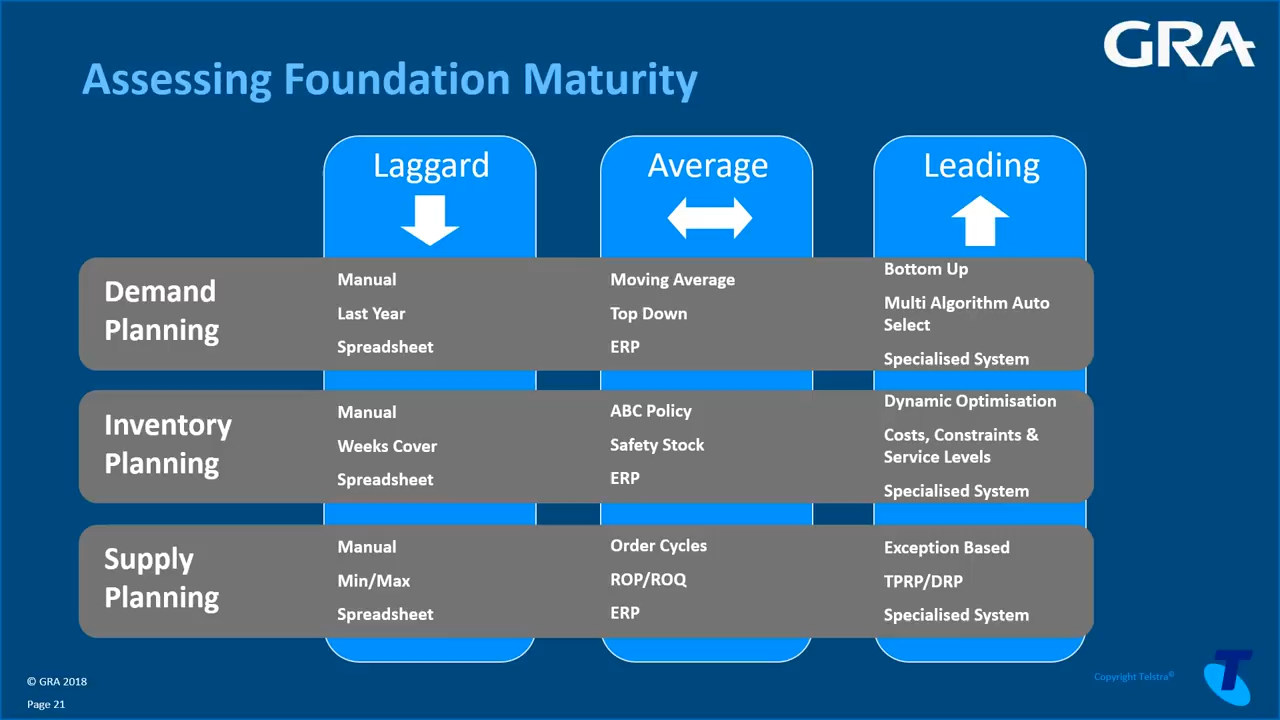 GRA
Assessing Foundation Maturity
Laggard
Average
Leading
Demand
Planning
Manual
Last Year
Spreadsheet
Moving Average
Top Down
ERP
Bottom Up
Multi Algorithm Auto
Select
Specialised System
Inventory
Planning
Manual
Weeks Cover
Spreadsheet
ABC Policy
Safety Stock
ERP
Dynamic Optimisation
Costs, Constraints &
Service Levels
Specialised System
Supply
Planning
Manual
Min/Max
Spreadsheet
Order Cycles
ROP/ROQ
ERP
Exception Based
TPRP/DRP
Specialised System
© GRA 2018
Page 21
Copyright Telstra©
T